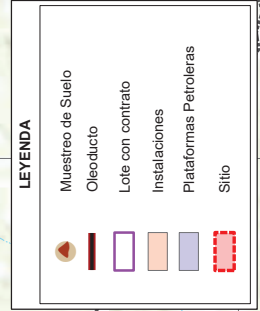 LEYENDA
Muestreo de Suelo
Oleoducto
Lote con contrato
Instalaciones
Plataformas Petroleras
Sitio